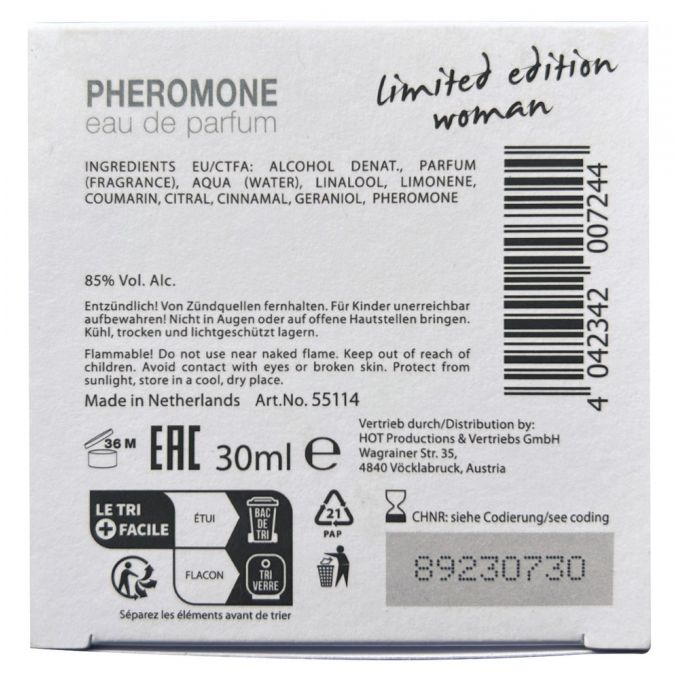 PHEROMONE
eau de parfum
limited edition
woman
INGREDIENTS EU/CTFA: ALCOHOL DENAT., PARFUM
(FRAGRANCE), AQUA (WATER), LINALOOL, LIMONENE,
COUMARIN, CITRAL, CINNAMAL, GERANIOL, PHEROMONE
4 042342 007244
85% Vol. Alc.
Entzündlich! Von Zündquellen fernhalten. Für Kinder unerreichbar
aufbewahren! Nicht in Augen oder auf offene Hautstellen bringen.
Kühl, trocken und lichtgeschützt lagern.
Flammable! Do not use near naked flame. Keep out of reach of
children. Avoid contact with eyes or broken skin. Protect from
sunlight, store in a cool, dry place.
Made in Netherlands Art.No. 55114
36 M
EAC
30ml e
Vertrieb durch/Distribution by:
HOT Productions & Vertriebs GmbH
Wagrainer Str. 35,
4840 Vöcklabruck, Austria
LE TRI
+ FACILE
ÉTUI
BAC
DE
TRI
FLACON
TRI
VERRE
Séparez les éléments avant de trier
21
PAP
CHNR: siehe Codierung/see coding
89230730